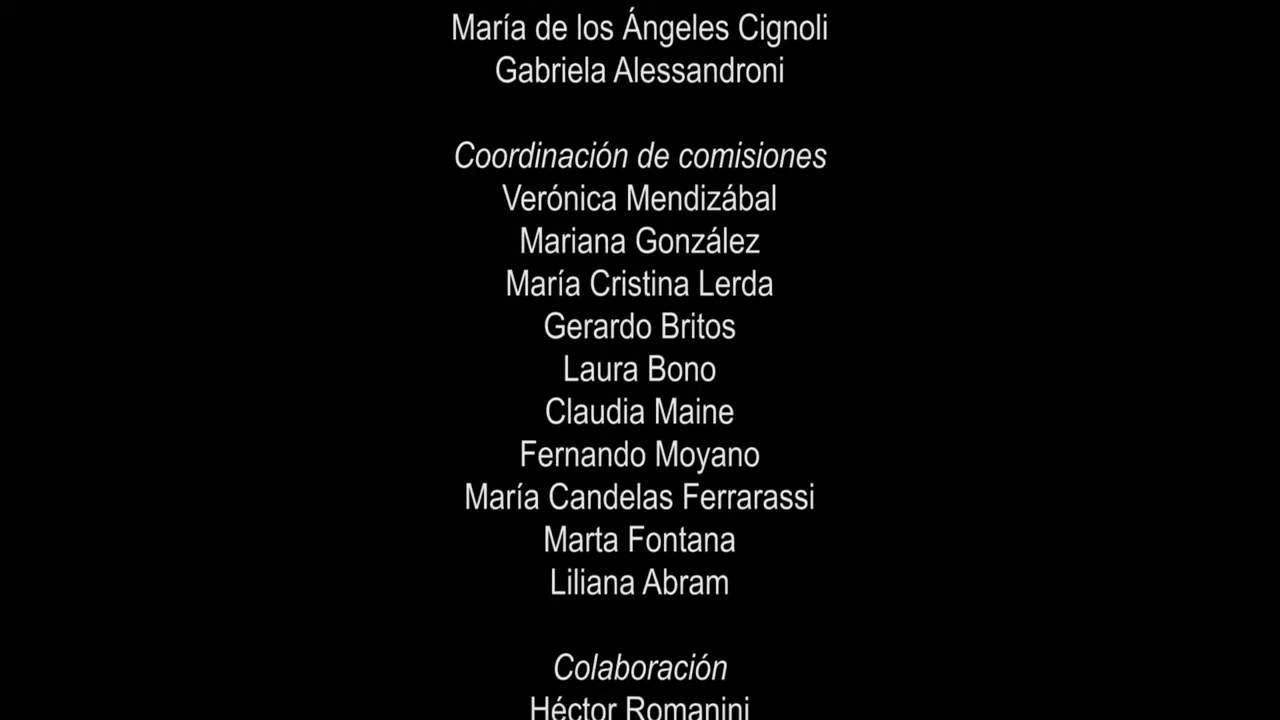 María de los Ángeles Cignoli
Gabriela Alessandroni
Coordinación de comisiones
Verónica Mendizábal
Mariana González
María Cristina Lerda
Gerardo Britos
Laura Bono
Claudia Maine
Fernando Moyano
María Candelas Ferrarassi
Marta Fontana
Liliana Abram
Colaboración
Héctor Romanini